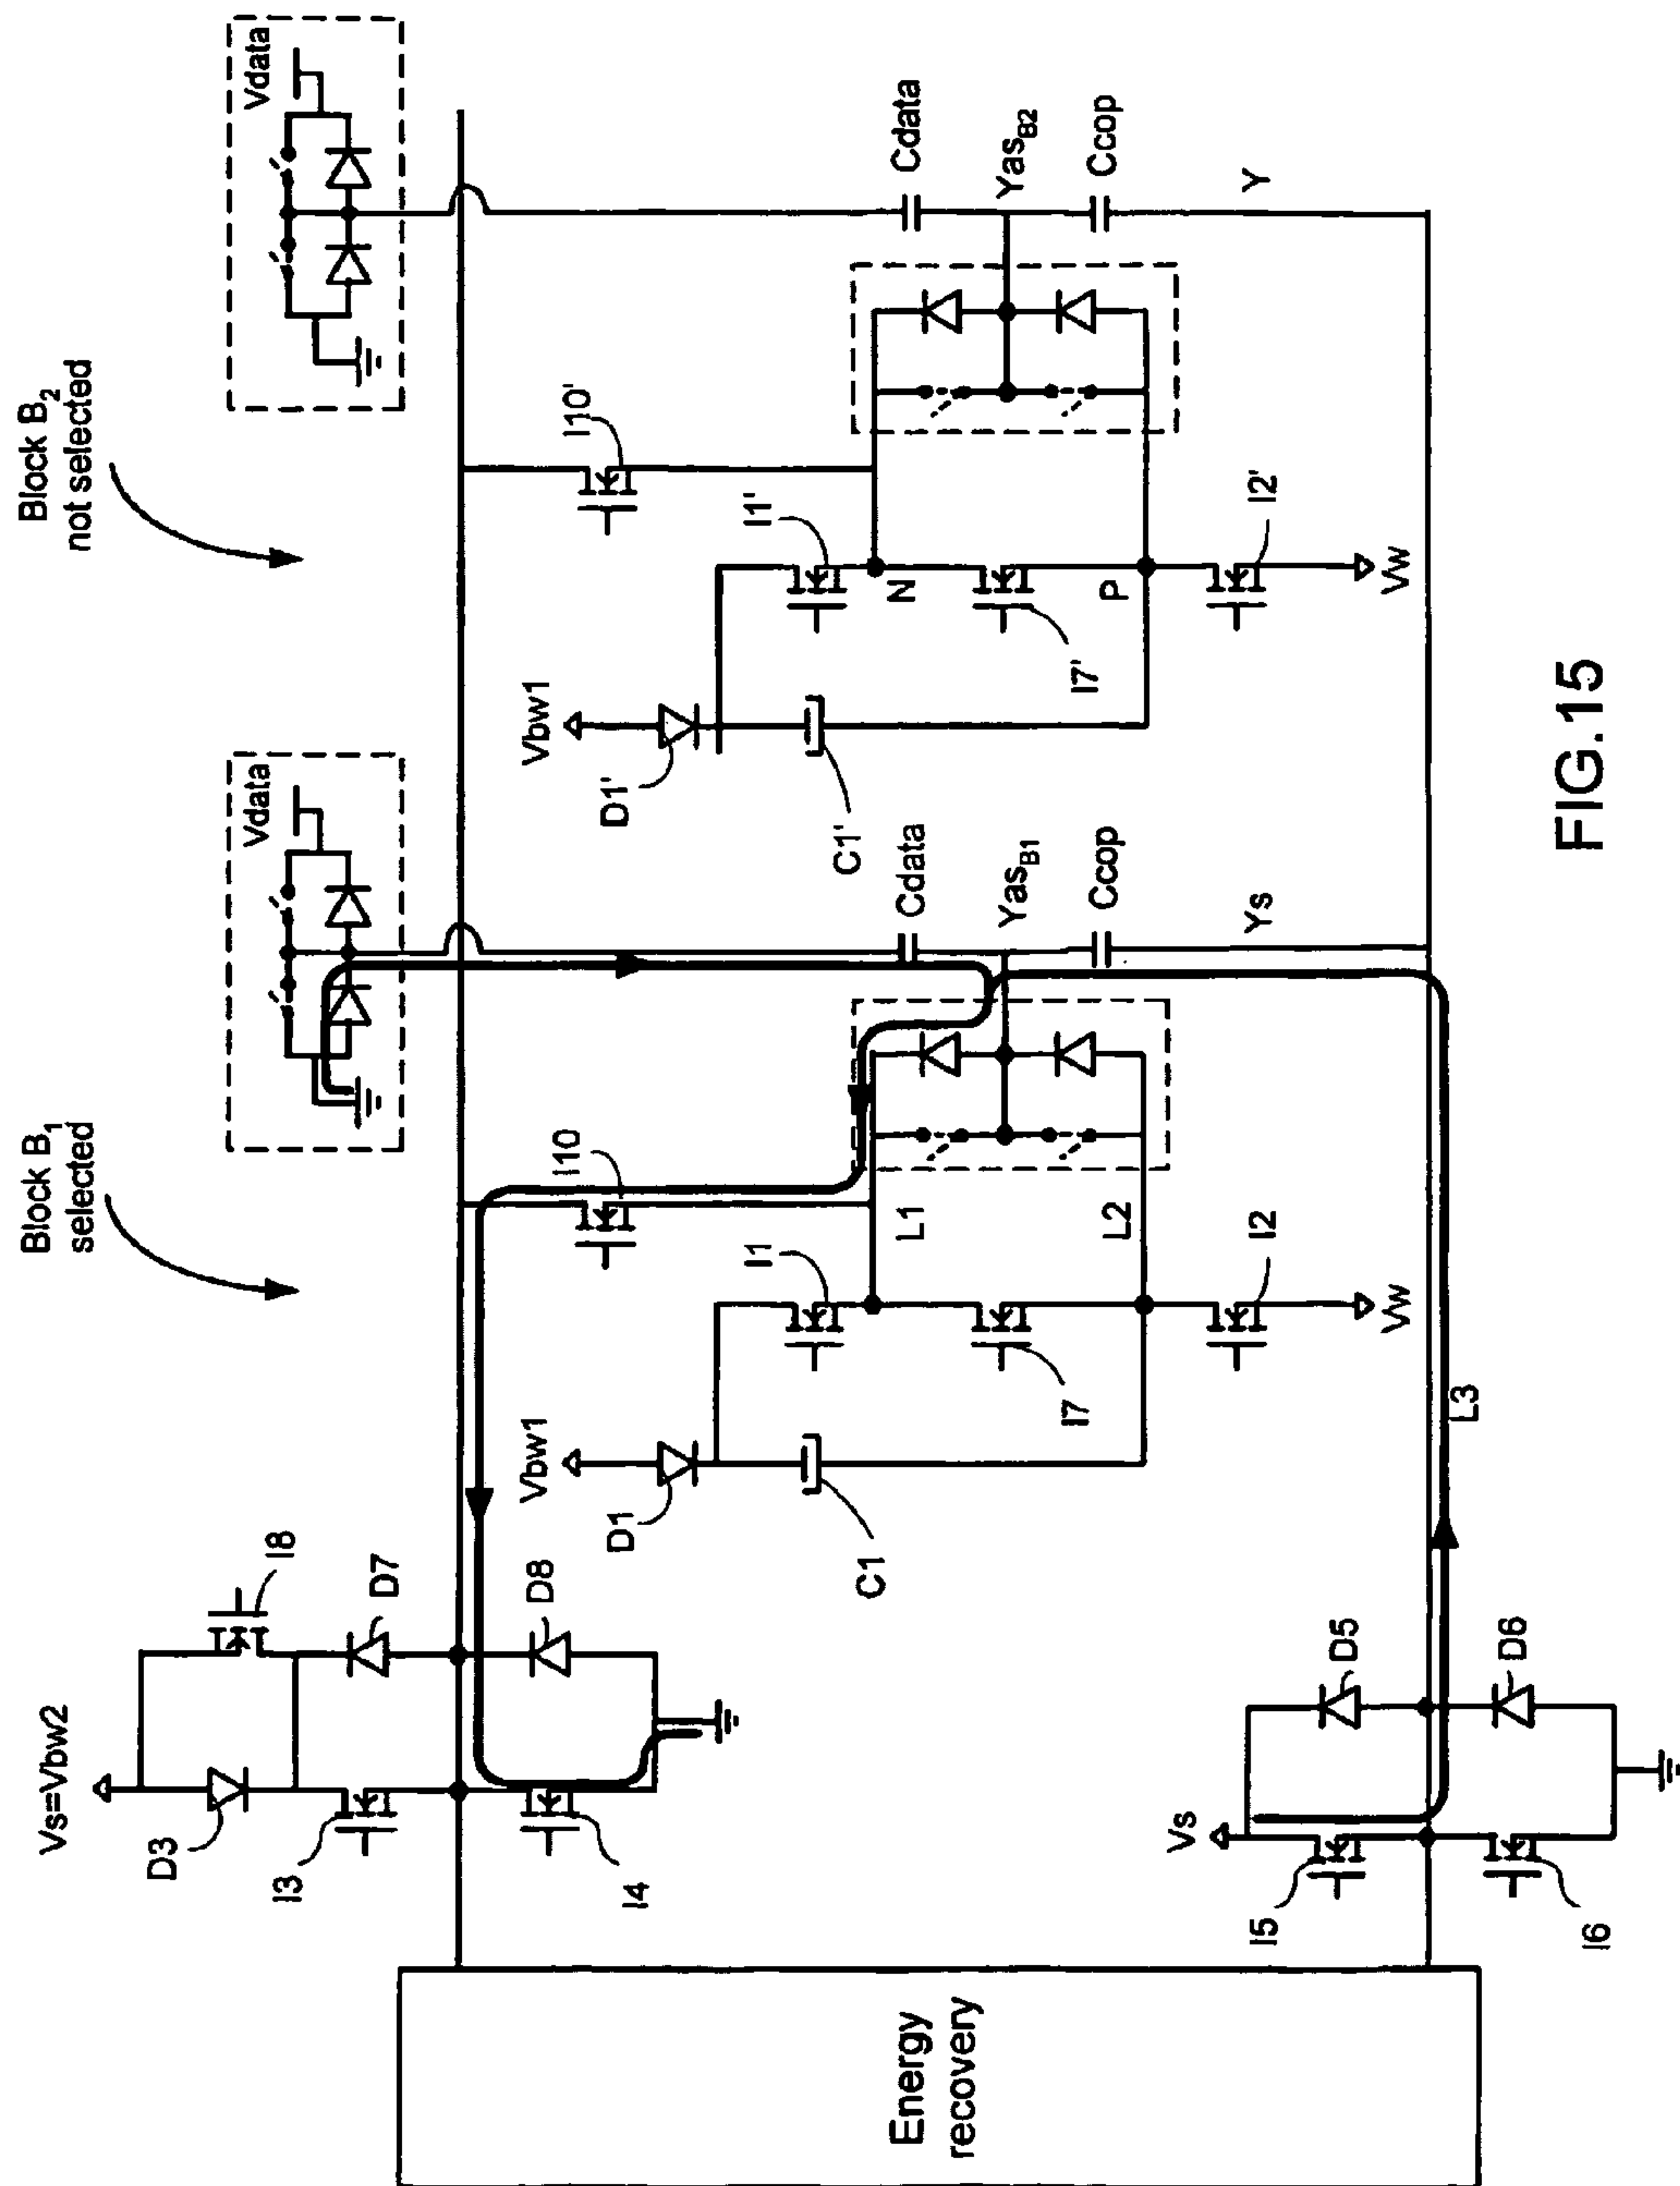 Block B₁
selected
Block B₂
not selected
Vs=Vbw2
D3
I8
I3
D7
I4
D8
Vdata
Vdata
Energy
recovery
Vbw1
D1
C1
I1
I10
I7
L1
L2
I2
Vw
Cdata
Yas_B1
Ccop
Ys
Vbw1
D1'
C1'
I1'
I10'
N
I7'
P
I2'
Vw
Cdata
Yas_B2
Ccop
Y
Vs
I5
D5
I6
D6
L3
FIG.15